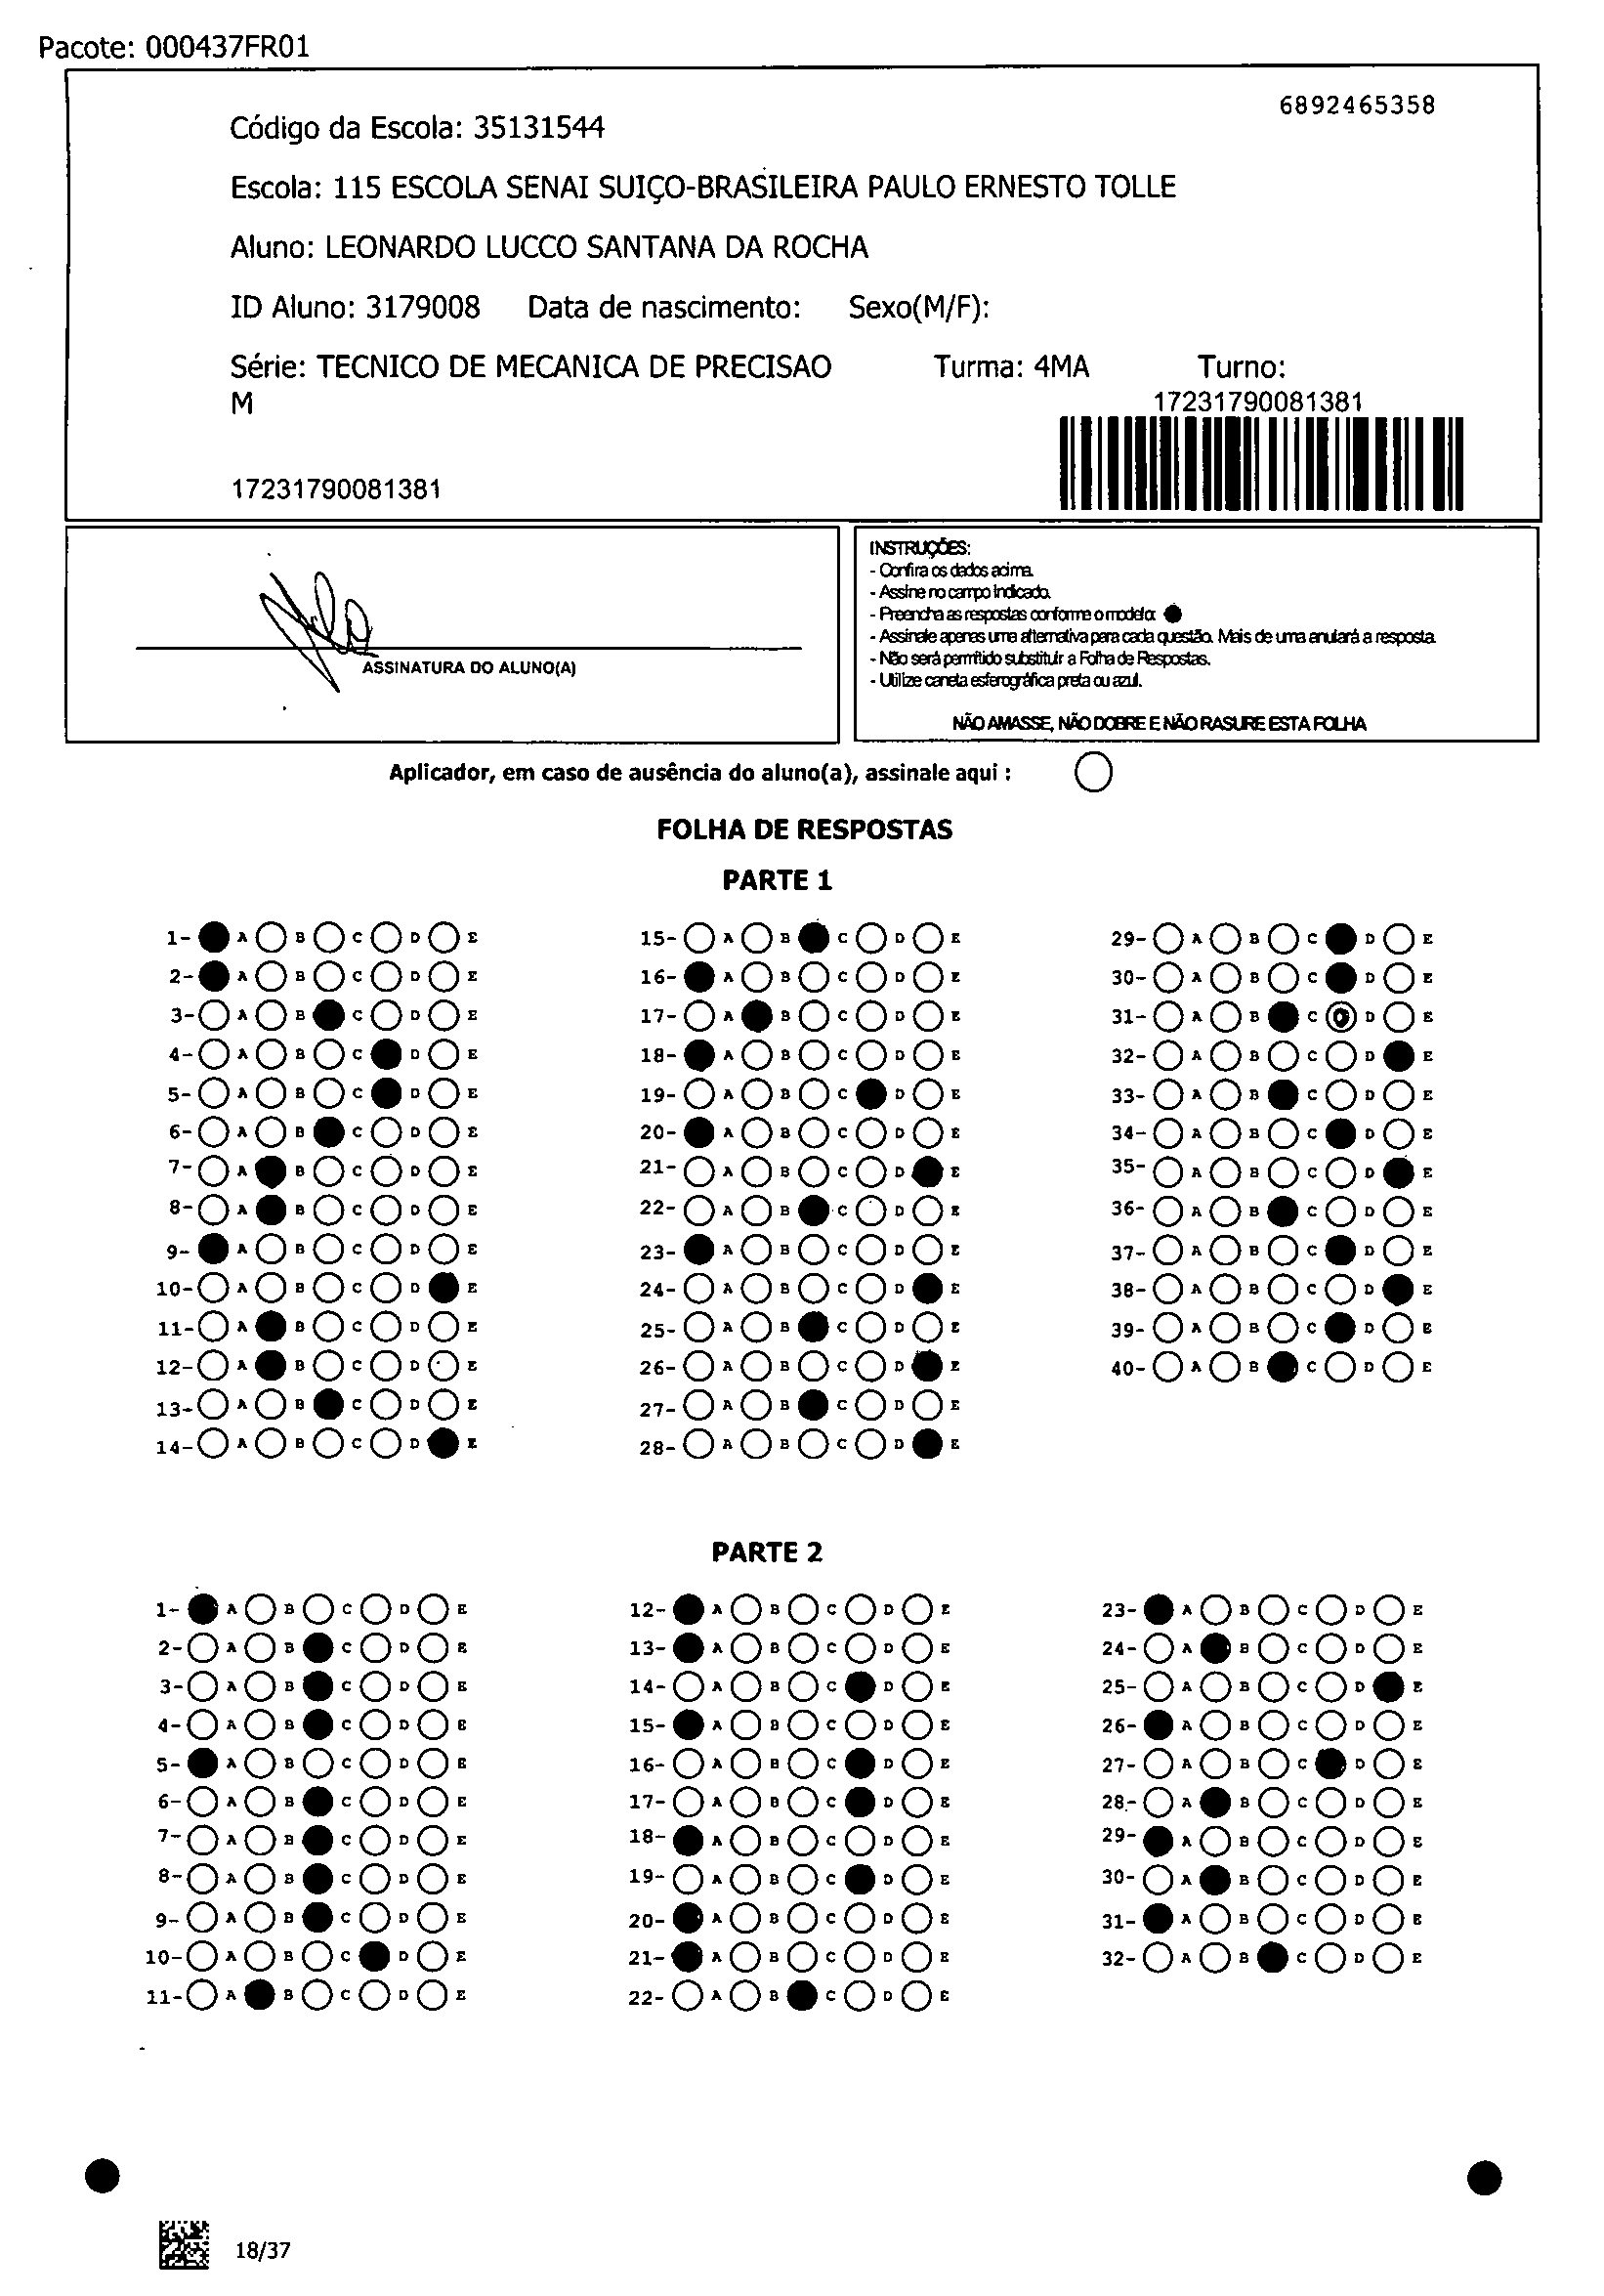 Pacote: 000437FR01
6892465358
Código da Escola: 35131544
Escola: 115 ESCOLA SENAI SUIÇO-BRASILEIRA PAULO ERNESTO TOLLE
Aluno: LEONARDO LUCCO SANTANA DA ROCHA
ID Aluno: 3179008 Data de nascimento: Sexo(M/F):
Série: TECNICO DE MECANICA DE PRECISAO Turma: 4MA Turno:
M
17231790081381
17231790081381
ASSINATURA DO ALUNO(A)
INSTRUÇÕES:
- Confira os dados acima.
- Assine no campo indicado.
- Preencha as respostas conforme o modelo:
- Assinale apenas uma alternativa para cada questão. Mais de uma anulará a resposta.
- Não será permitido substituir a Folha de Respostas.
- Utilize caneta esferográfica preta ou azul.
NÃO AMASSE, NÃO DOBRE E NÃO RASURE ESTA FOLHA
Aplicador, em caso de ausência do aluno(a), assinale aqui :
FOLHA DE RESPOSTAS
PARTE 1
1- A B C D E 15- A B C D E 29- A B C D E
2- A B C D E 16- A B C D E 30- A B C D E
3- A B C D E 17- A B C D E 31- A B C D E
4- A B C D E 18- A B C D E 32- A B C D E
5- A B C D E 19- A B C D E 33- A B C D E
6- A B C D E 20- A B C D E 34- A B C D E
7- A B C D E 21- A B C D E 35- A B C D E
8- A B C D E 22- A B C D E 36- A B C D E
9- A B C D E 23- A B C D E 37- A B C D E
10- A B C D E 24- A B C D E 38- A B C D E
11- A B C D E 25- A B C D E 39- A B C D E
12- A B C D E 26- A B C D E 40- A B C D E
13- A B C D E 27- A B C D E
14- A B C D E 28- A B C D E
PARTE 2
1- A B C D E 12- A B C D E 23- A B C D E
2- A B C D E 13- A B C D E 24- A B C D E
3- A B C D E 14- A B C D E 25- A B C D E
4- A B C D E 15- A B C D E 26- A B C D E
5- A B C D E 16- A B C D E 27- A B C D E
6- A B C D E 17- A B C D E 28- A B C D E
7- A B C D E 18- A B C D E 29- A B C D E
8- A B C D E 19- A B C D E 30- A B C D E
9- A B C D E 20- A B C D E 31- A B C D E
10- A B C D E 21- A B C D E 32- A B C D E
11- A B C D E 22- A B C D E
18/37